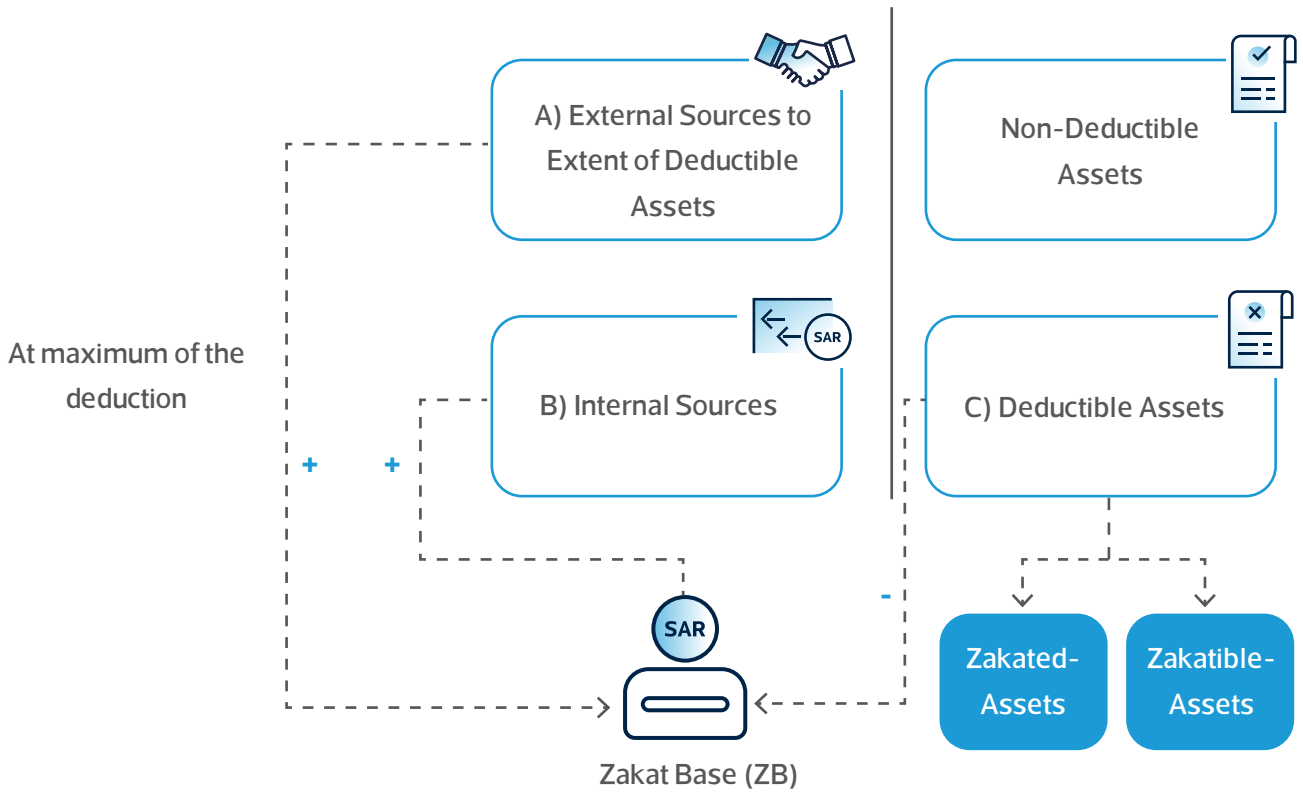 A) External Sources to
Extent of Deductible
Assets
Non-Deductible
Assets
At maximum of the
deduction
B) Internal Sources
SAR
C) Deductible Assets
+
+
-
SAR
Zakated-
Assets
Zakatible-
Assets
Zakat Base (ZB)